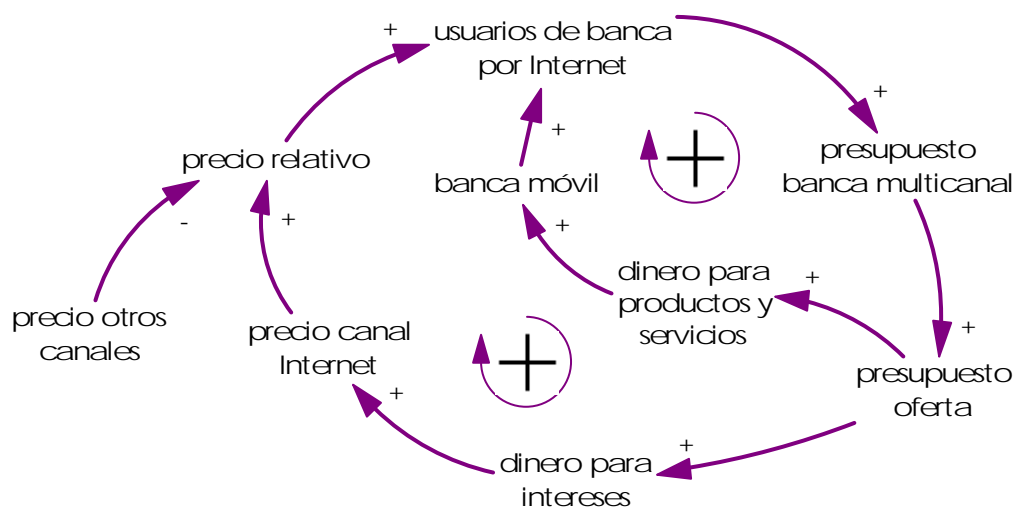 +
usuarios de banca
por Internet
+
+
precio relativo
banca móvil
presupuesto
banca multicanal
-
+
+
dinero para
productos y
servicios
+
precio otros
canales
precio canal
Internet
+
presupuesto
oferta
+
+
dinero para
intereses